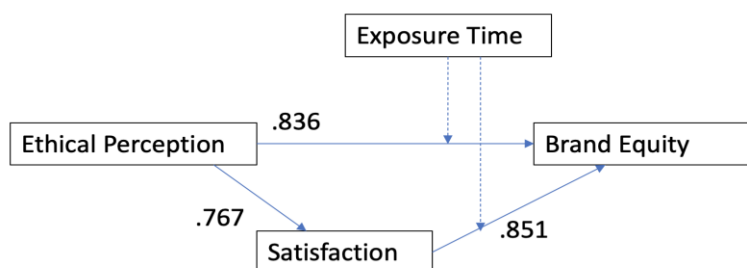 Exposure Time
.836
Ethical Perception
Brand Equity
.767
.851
Satisfaction